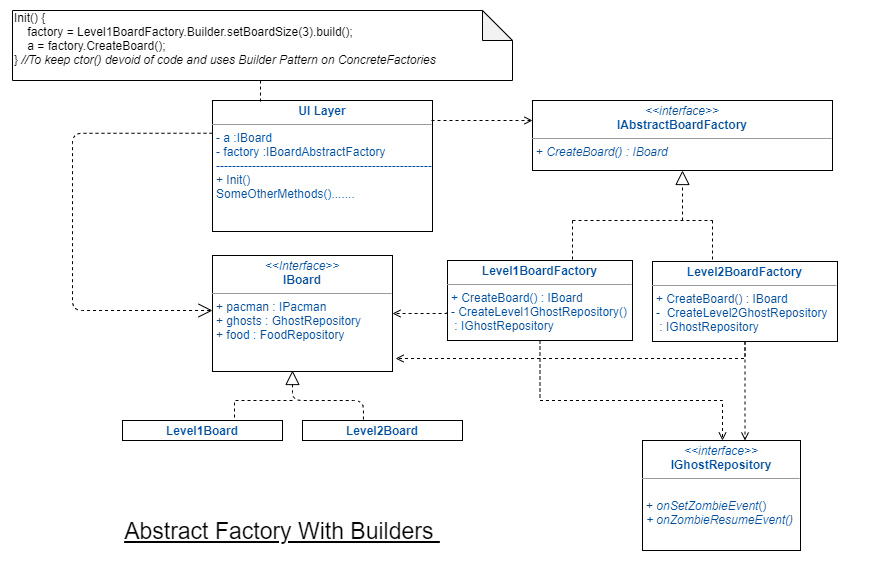 Init() {
factory = Level1BoardFactory.Builder.setBoardSize(3).build();
a = factory.CreateBoard();
} //To keep ctor() devoid of code and uses Builder Pattern on ConcreteFactories
UI Layer
- a :IBoard
- factory :IBoardAbstractFactory
+ Init()
SomeOtherMethods().......
<<interface>>
IAbstractBoardFactory
+ CreateBoard() : IBoard
<<Interface>>
IBoard
+ pacman : IPacman
+ ghosts : GhostRepository
+ food : FoodRepository
Level1BoardFactory
+ CreateBoard() : IBoard
- CreateLevel1GhostRepository()
: IGhostRepository
Level2BoardFactory
+ CreateBoard() : IBoard
- CreateLevel2GhostRepository
: IGhostRepository
Level1Board
Level2Board
<<interface>>
IGhostRepository
+ onSetZombieEvent()
+ onZombieResumeEvent()
Abstract Factory With Builders